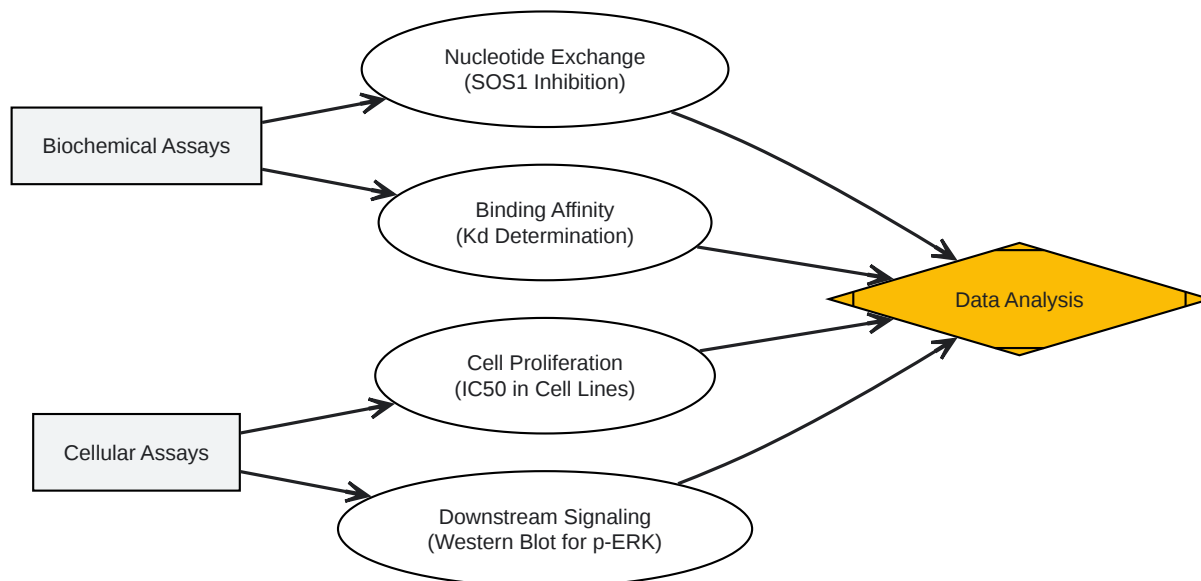 Nucleotide Exchange
(SOS1 Inhibition)
Biochemical Assays
Binding Affinity
(Kd Determination)
Data Analysis
Cell Proliferation
(IC50 in Cell Lines)
Cellular Assays
Downstream Signaling
(Western Blot for p-ERK)